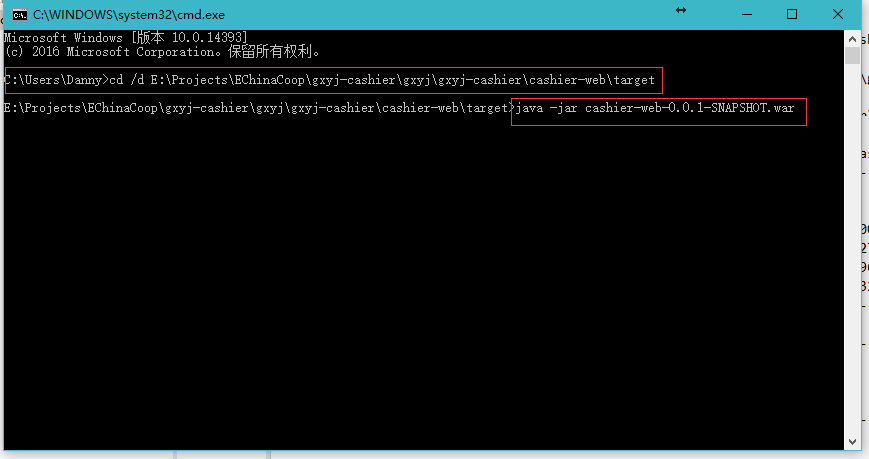 C:\WINDOWS\system32\cmd.exe
Microsoft Windows [版本 10.0.14393]
(c) 2016 Microsoft Corporation。保留所有权利。
C:\Users\Danny>cd /d E:\Projects\EChinaCoop\gxyj-cashier\gxyj\gxyj-cashier\cashier-web\target
E:\Projects\EChinaCoop\gxyj-cashier\gxyj\gxyj-cashier\cashier-web\target>java -jar cashier-web-0.0.1-SNAPSHOT.war